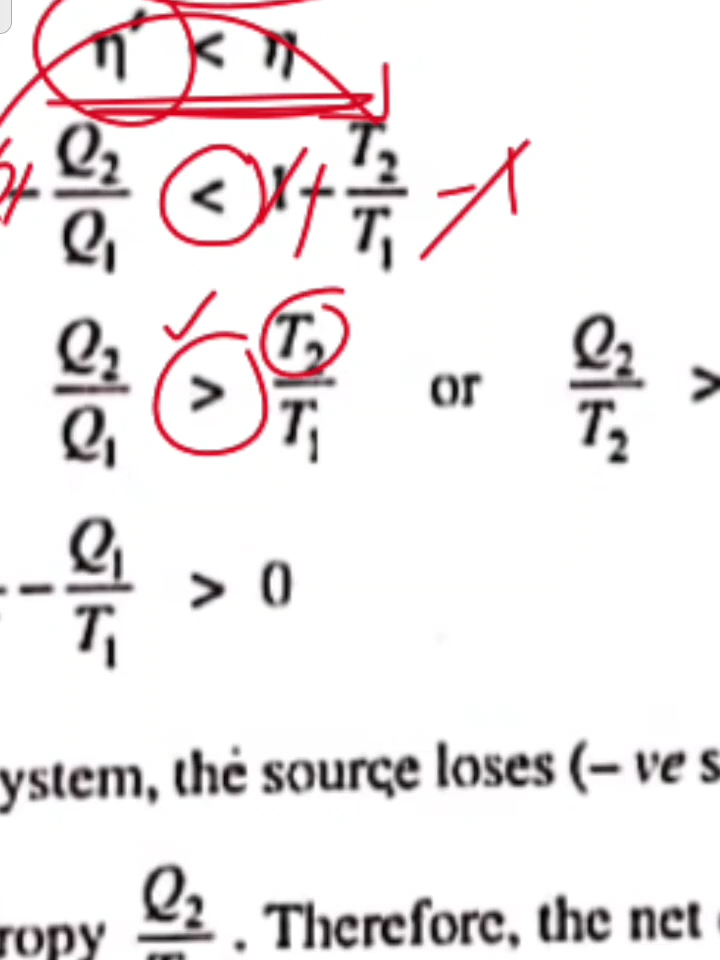 η′ < η
- Q₂/Q₁ < 1 - T₂/T₁ - 1
Q₂/Q₁ > T₂/T₁ or Q₂/T₂ >
- Q₁/T₁ > 0
ystem, the source loses (– ve s
ropy Q₂/ . Therefore, the net